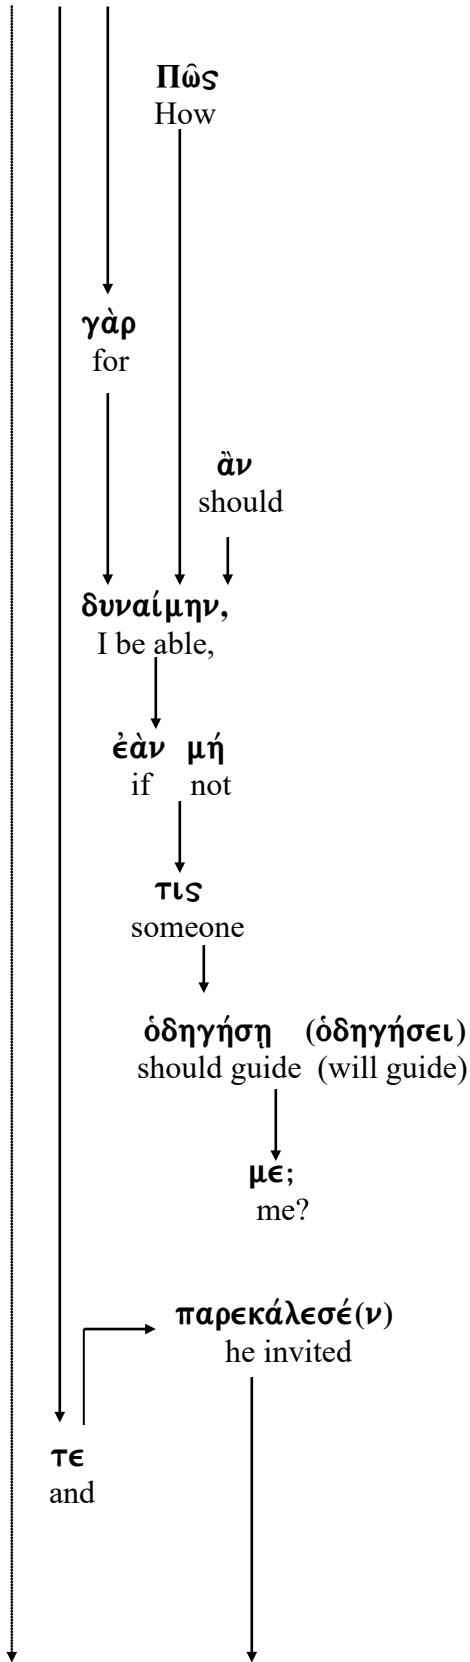 Πῶς
How
γὰρ
for
ἂν
should
δυναίμην,
I be able,
ἐὰν μή
if not
τις
someone
ὁδηγήσῃ (ὁδηγήσει)
should guide (will guide)
με;
me?
παρεκάλεσέ(ν)
he invited
τε
and